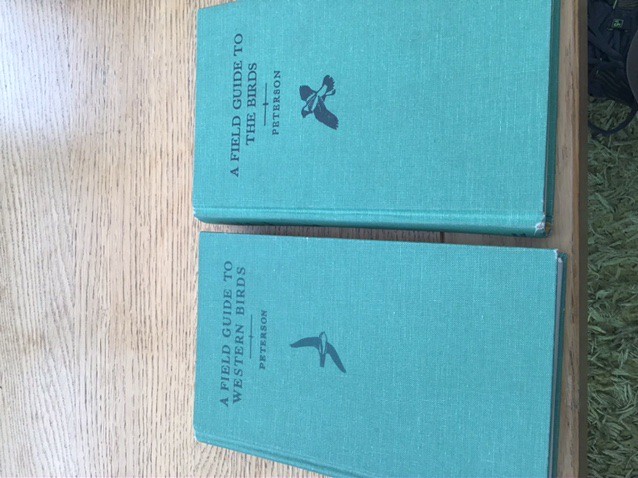 A FIELD GUIDE TO
THE BIRDS
PETERSON
A FIELD GUIDE TO
WESTERN BIRDS
PETERSON